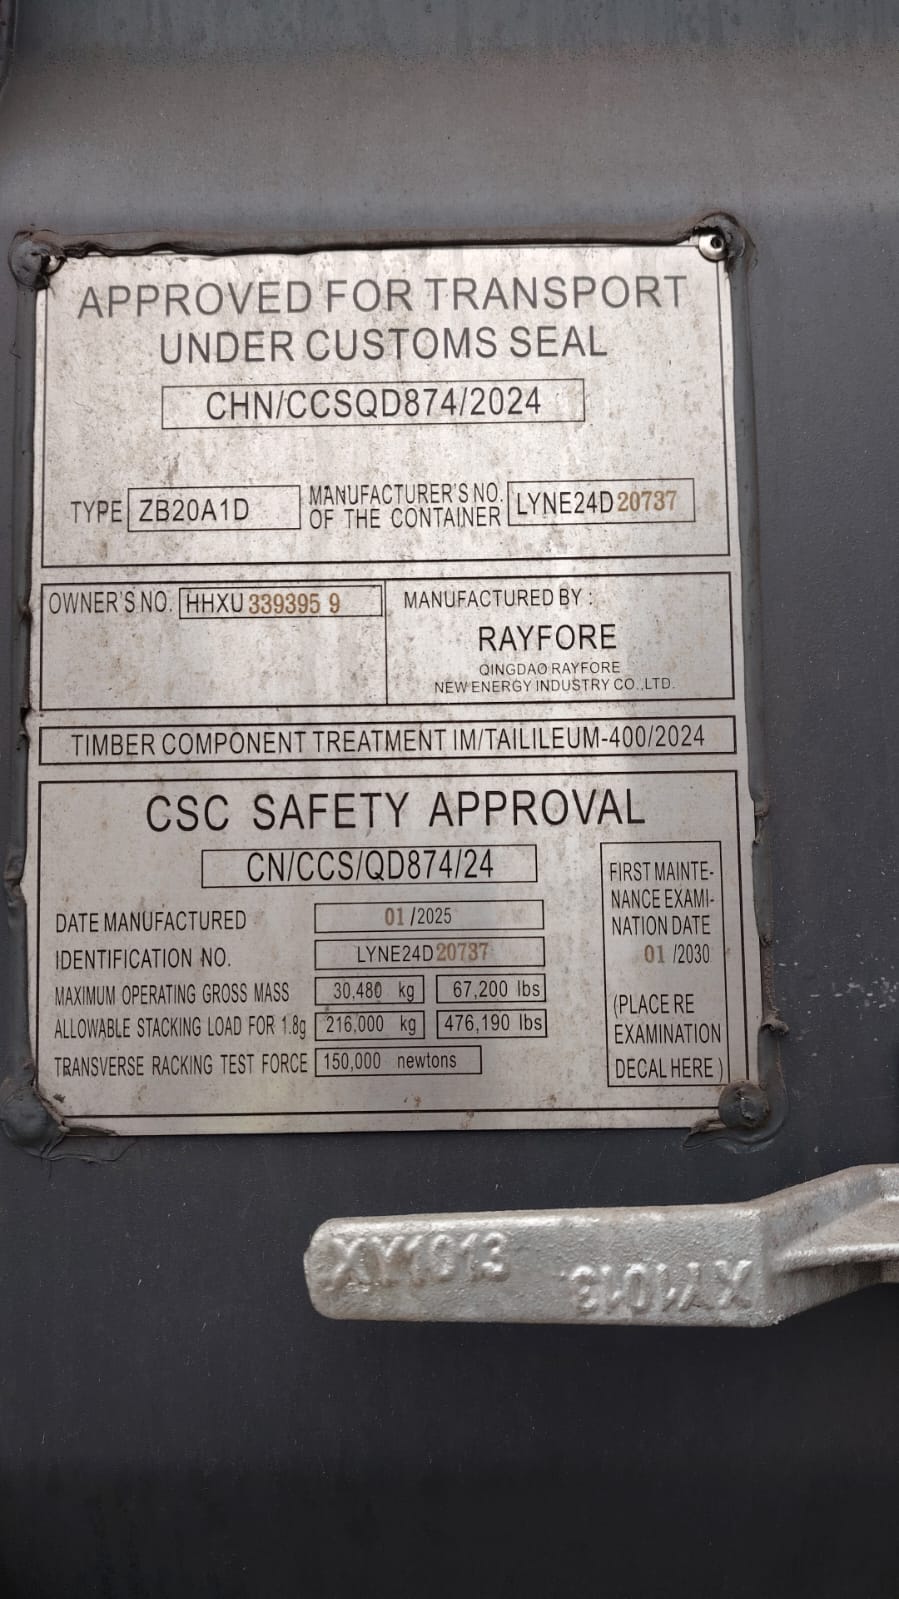 APPROVED FOR TRANSPORT
UNDER CUSTOMS SEAL
CHN/CCSQD874/2024
TYPE ZB20A1D
MANUFACTURER'S NO.
OF THE CONTAINER
LYNE24D20737
OWNER'S NO. HHXU 339395 9
MANUFACTURED BY :
RAYFORE
QINGDAO RAYFORE
NEW ENERGY INDUSTRY CO.,LTD.
TIMBER COMPONENT TREATMENT IM/TAILILEUM-400/2024
CSC SAFETY APPROVAL
CN/CCS/QD874/24
DATE MANUFACTURED 01/2025
IDENTIFICATION NO. LYNE24D20737
MAXIMUM OPERATING GROSS MASS 30,480 kg 67,200 lbs
ALLOWABLE STACKING LOAD FOR 1.8g 216,000 kg 476,190 lbs
TRANSVERSE RACKING TEST FORCE 150,000 newtons
FIRST MAINTE-
NANCE EXAMI-
NATION DATE
01 /2030
(PLACE RE
EXAMINATION
DECAL HERE )
XY1013
XY1013